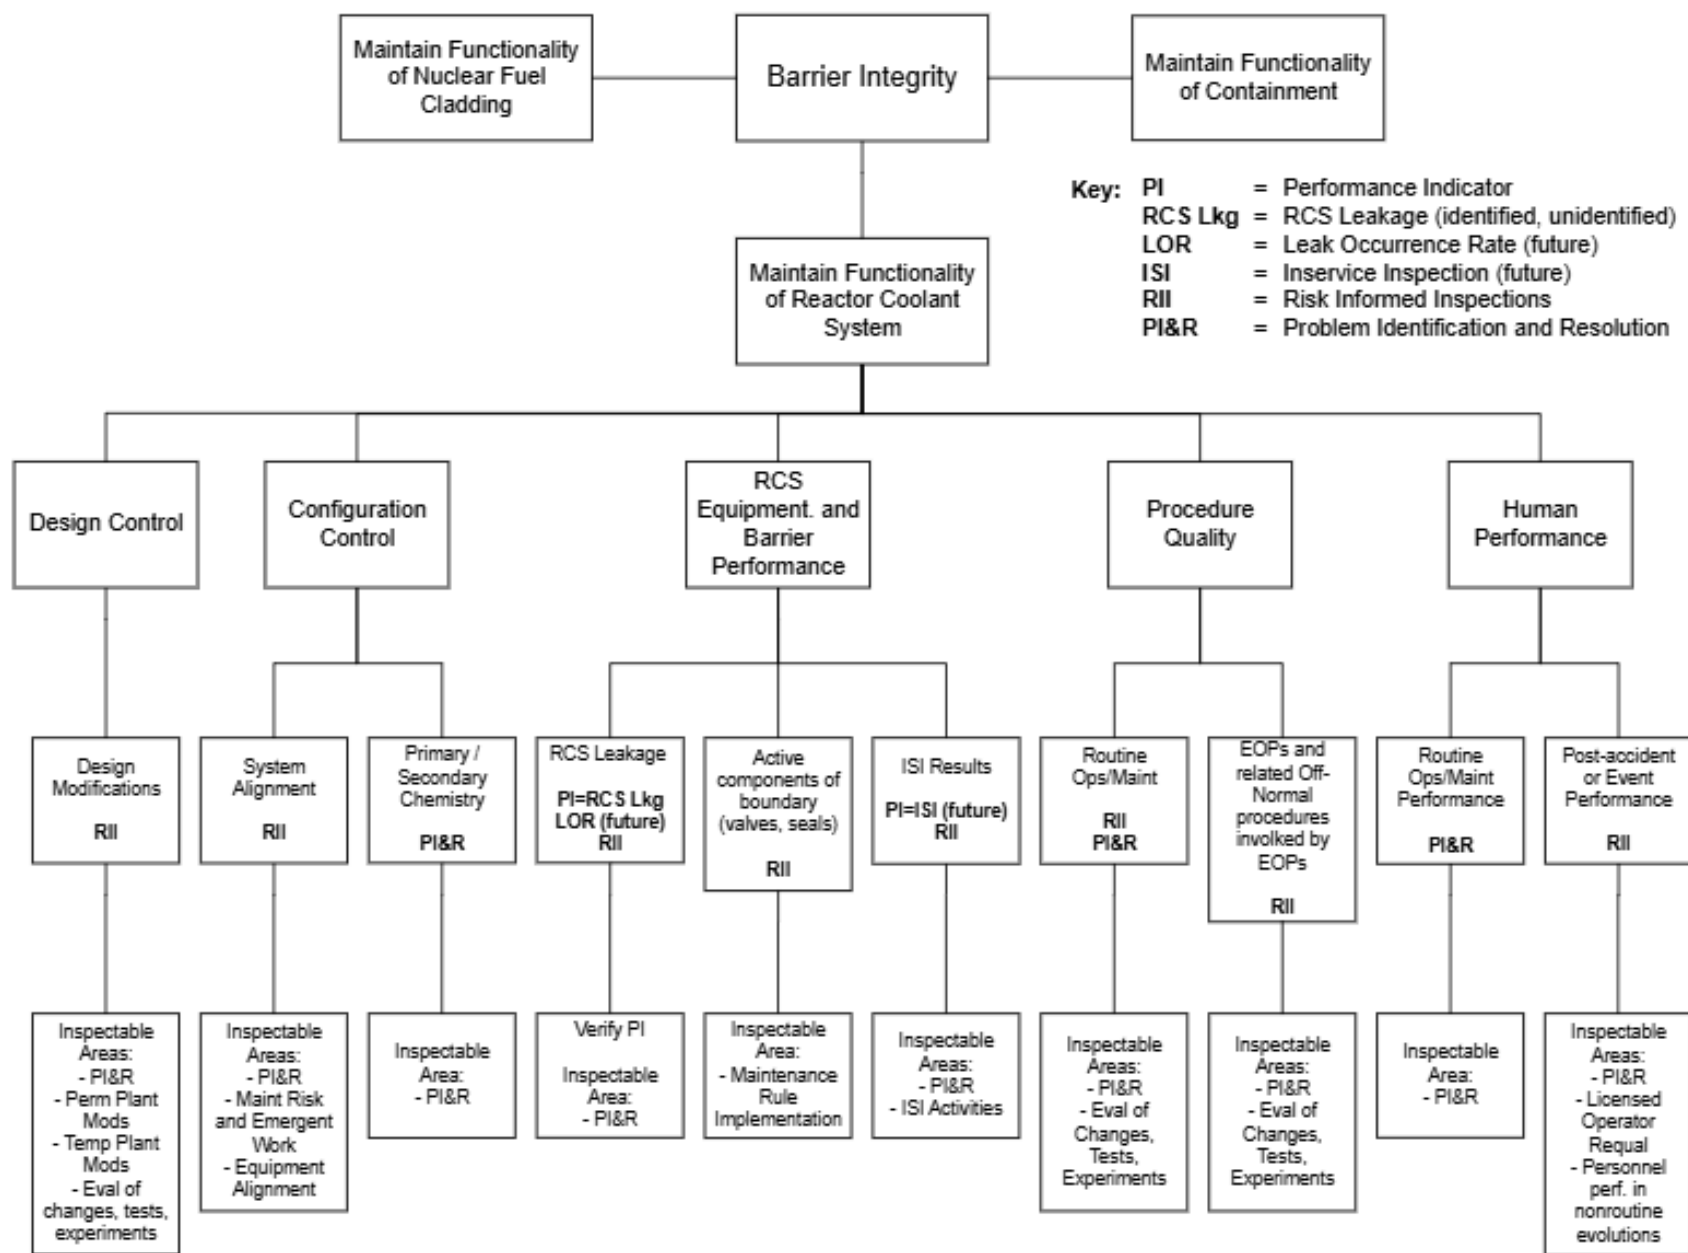 Maintain Functionality
of Nuclear Fuel
Cladding
Barrier Integrity
Maintain Functionality
of Containment
Key: PI = Performance Indicator
RCS Lkg = RCS Leakage (identified, unidentified)
LOR = Leak Occurrence Rate (future)
ISI = Inservice Inspection (future)
RII = Risk Informed Inspections
PI&R = Problem Identification and Resolution
Maintain Functionality
of Reactor Coolant
System
Design Control
Configuration
Control
RCS
Equipment. and
Barrier
Performance
Procedure
Quality
Human
Performance
Design
Modifications
RII
System
Alignment
RII
Primary /
Secondary
Chemistry
PI&R
RCS Leakage
PI=RCS Lkg
LOR (future)
RII
Active
components of
boundary
(valves, seals)
RII
ISI Results
PI=ISI (future)
RII
Routine
Ops/Maint
RII
PI&R
EOPs and
related Off-
Normal
procedures
involked by
EOPs
RII
Routine
Ops/Maint
Performance
PI&R
Post-accident
or Event
Performance
RII
Inspectable
Areas:
- PI&R
- Perm Plant
Mods
- Temp Plant
Mods
- Eval of
changes, tests,
experiments
Inspectable
Areas:
- PI&R
- Maint Risk
and Emergent
Work
- Equipment
Alignment
Inspectable
Area:
- PI&R
Verify PI
Inspectable
Area:
- PI&R
Inspectable
Area:
- Maintenance
Rule
Implementation
Inspectable
Areas:
- PI&R
- ISI Activities
Inspectable
Areas:
- PI&R
- Eval of
Changes,
Tests,
Experiments
Inspectable
Areas:
- PI&R
- Eval of
Changes,
Tests,
Experiments
Inspectable
Area:
- PI&R
Inspectable
Areas:
- PI&R
- Licensed
Operator
Requal
- Personnel
perf. in
nonroutine
evolutions